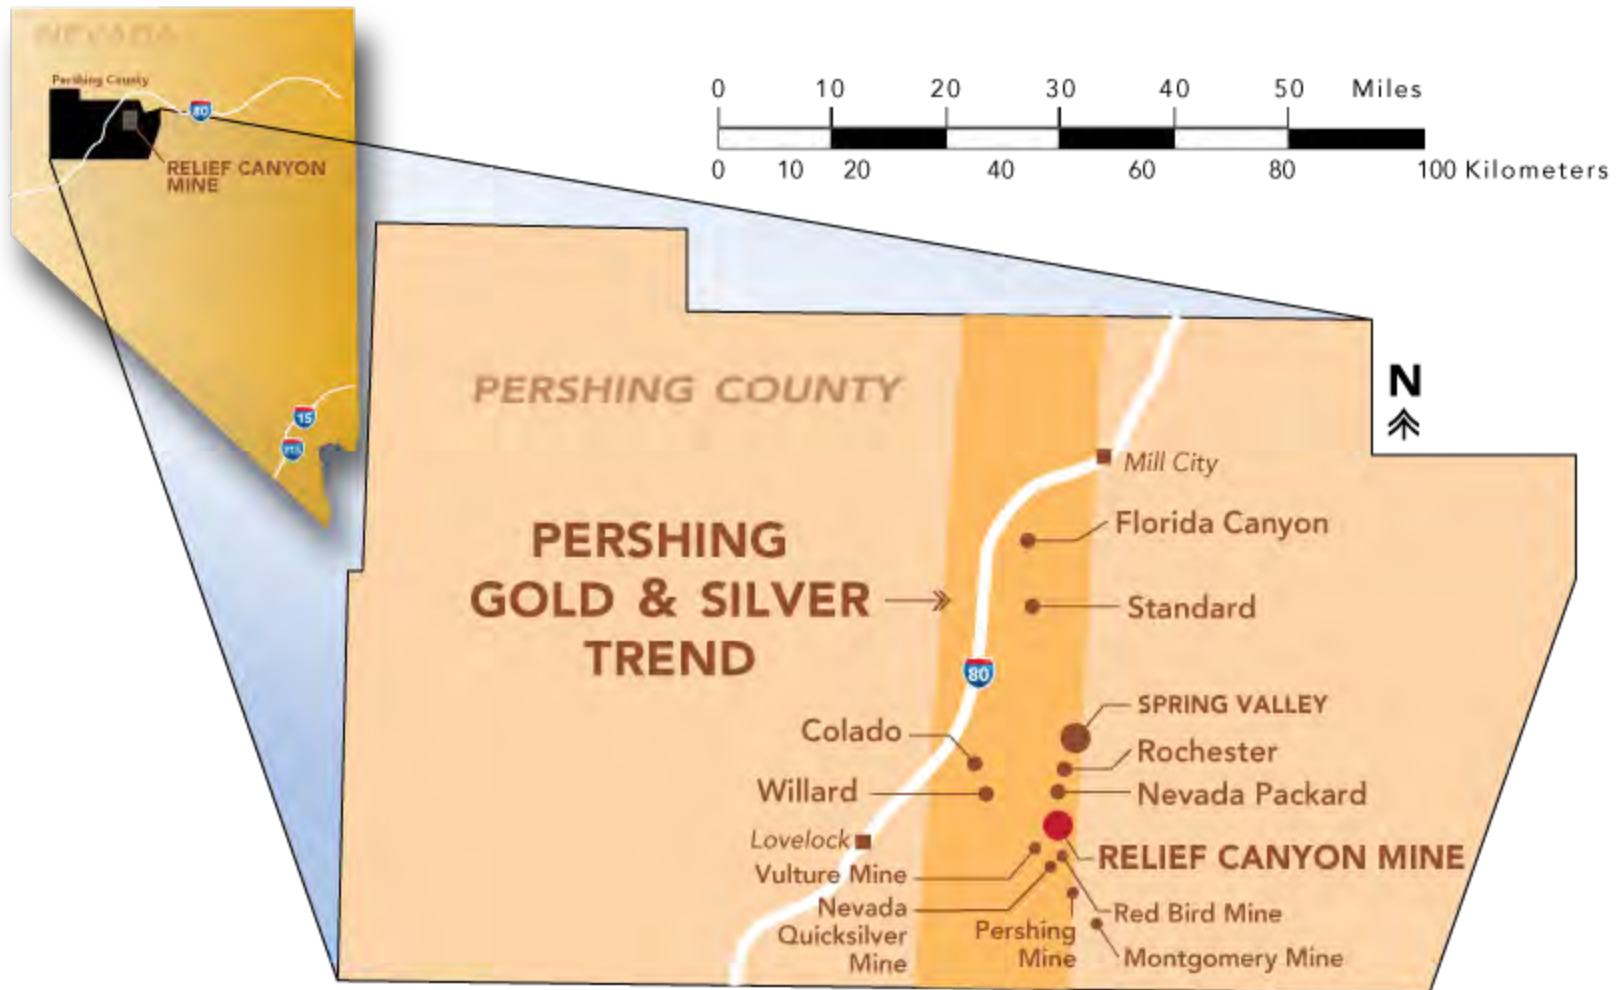 NEVADA
Pershing County
80
RELIEF CANYON
MINE
15
0 10 20 30 40 50 Miles
0 10 20 40 60 80 100 Kilometers
N
PERSHING COUNTY
Mill City
Florida Canyon
PERSHING
GOLD & SILVER
TREND
Standard
80
SPRING VALLEY
Colado
Rochester
Willard
Nevada Packard
Lovelock
RELIEF CANYON MINE
Vulture Mine
Nevada
Quicksilver
Mine
Pershing
Mine
Red Bird Mine
Montgomery Mine